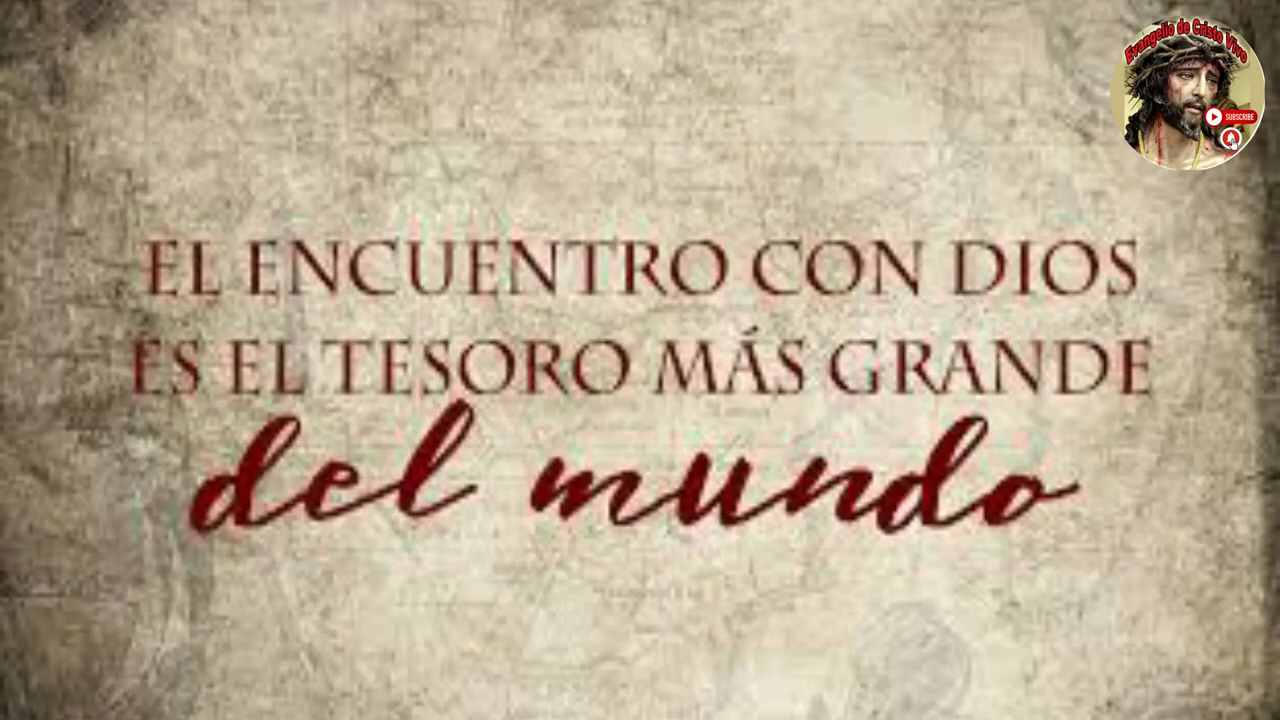 Evangelio de Cristo Vivo
SUBSCRIBE
EL ENCUENTRO CON DIOS
ES EL TESORO MÁS GRANDE
del mundo